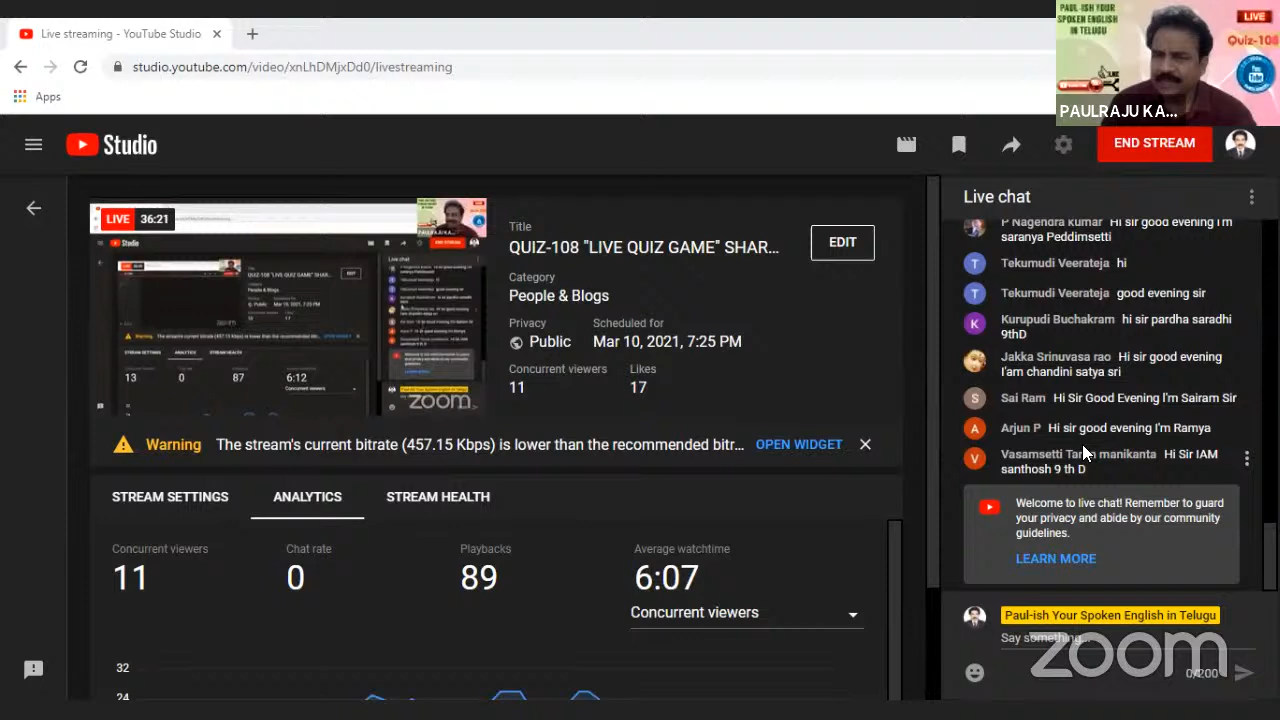 Live streaming - YouTube Studio
studio.youtube.com/video/xnLhDMjxDd0/livestreaming
Apps
PAUL-ISH YOUR
SPOKEN ENGLISH
IN TELUGU
LIVE
Quiz-108
PAULRAJU KA...
Studio
END STREAM
LIVE 36:21
Title
QUIZ-108 "LIVE QUIZ GAME" SHAR...
EDIT
Category
People & Blogs
Privacy
Public
Scheduled for
Mar 10, 2021, 7:25 PM
Concurrent viewers
11
Likes
17
Warning The stream's current bitrate (457.15 Kbps) is lower than the recommended bitr... OPEN WIDGET
STREAM SETTINGS ANALYTICS STREAM HEALTH
Concurrent viewers
11
Chat rate
0
Playbacks
89
Average watchtime
6:07
Concurrent viewers
32
24
Live chat
P Nagendra kumar Hi sir good evening i'm
saranya Peddimsetti
Tekumudi Veerateja hi
Tekumudi Veerateja good evening sir
Kurupudi Buchakram hi sir pardha saradhi
9thD
Jakka Srinuvasa rao Hi sir good evening
I'am chandini satya sri
Sai Ram Hi Sir Good Evening I'm Sairam Sir
Arjun P Hi sir good evening I'm Ramya
Vasamsetti manikanta Hi Sir IAM
santhosh 9 th D
Welcome to live chat! Remember to guard
your privacy and abide by our community
guidelines.
LEARN MORE
Paul-ish Your Spoken English in Telugu
Say something...
0/200
zoom